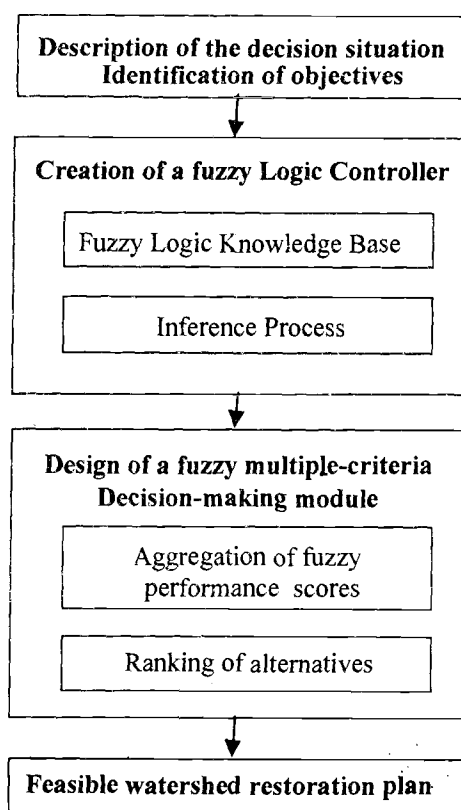 Description of the decision situation
Identification of objectives
Creation of a fuzzy Logic Controller
Fuzzy Logic Knowledge Base
Inference Process
Design of a fuzzy multiple-criteria
Decision-making module
Aggregation of fuzzy
performance scores
Ranking of alternatives
Feasible watershed restoration plan